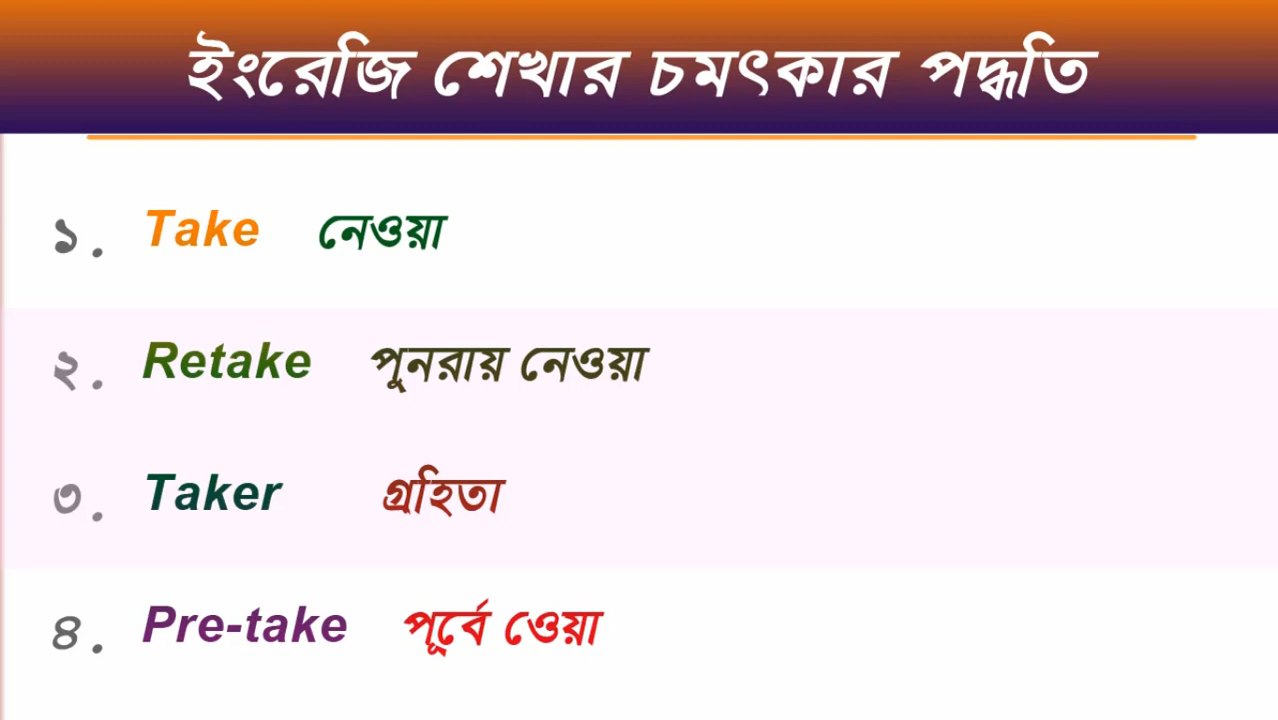 ইংরেজি শেখার চমৎকার পদ্ধতি
১. Take নেওয়া
২. Retake পুনরায় নেওয়া
৩. Taker গ্রহিতা
৪. Pre-take পূর্বে ওেয়া